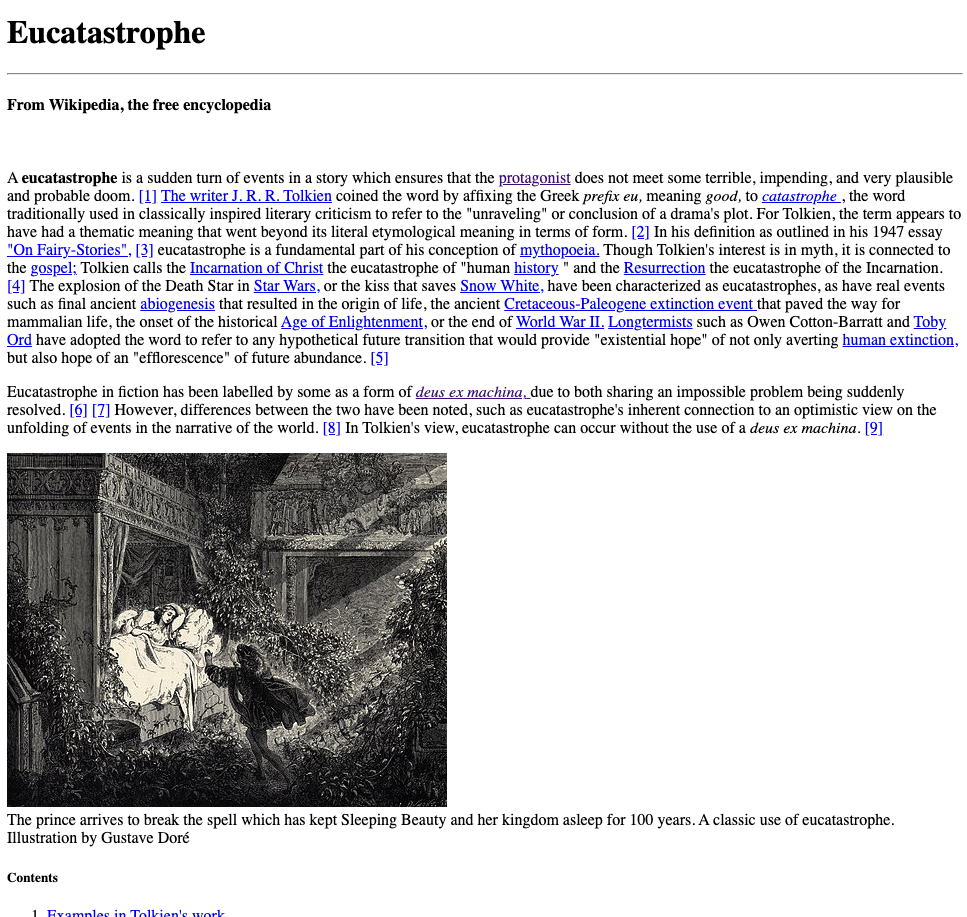 Eucatastrophe
From Wikipedia, the free encyclopedia
A eucatastrophe is a sudden turn of events in a story which ensures that the protagonist does not meet some terrible, impending, and very plausible
and probable doom. [1] The writer J. R. R. Tolkien coined the word by affixing the Greek prefix eu, meaning good, to catastrophe , the word
traditionally used in classically inspired literary criticism to refer to the "unraveling" or conclusion of a drama's plot. For Tolkien, the term appears to
have had a thematic meaning that went beyond its literal etymological meaning in terms of form. [2] In his definition as outlined in his 1947 essay
"On Fairy-Stories", [3] eucatastrophe is a fundamental part of his conception of mythopoeia. Though Tolkien's interest is in myth, it is connected to
the gospel; Tolkien calls the Incarnation of Christ the eucatastrophe of "human history " and the Resurrection the eucatastrophe of the Incarnation.
[4] The explosion of the Death Star in Star Wars, or the kiss that saves Snow White, have been characterized as eucatastrophes, as have real events
such as final ancient abiogenesis that resulted in the origin of life, the ancient Cretaceous-Paleogene extinction event that paved the way for
mammalian life, the onset of the historical Age of Enlightenment, or the end of World War II. Longtermists such as Owen Cotton-Barratt and Toby
Ord have adopted the word to refer to any hypothetical future transition that would provide "existential hope" of not only averting human extinction,
but also hope of an "efflorescence" of future abundance. [5]
Eucatastrophe in fiction has been labelled by some as a form of deus ex machina, due to both sharing an impossible problem being suddenly
resolved. [6] [7] However, differences between the two have been noted, such as eucatastrophe's inherent connection to an optimistic view on the
unfolding of events in the narrative of the world. [8] In Tolkien's view, eucatastrophe can occur without the use of a deus ex machina. [9]
The prince arrives to break the spell which has kept Sleeping Beauty and her kingdom asleep for 100 years. A classic use of eucatastrophe.
Illustration by Gustave Doré
Contents
1. Examples in Tolkien's work